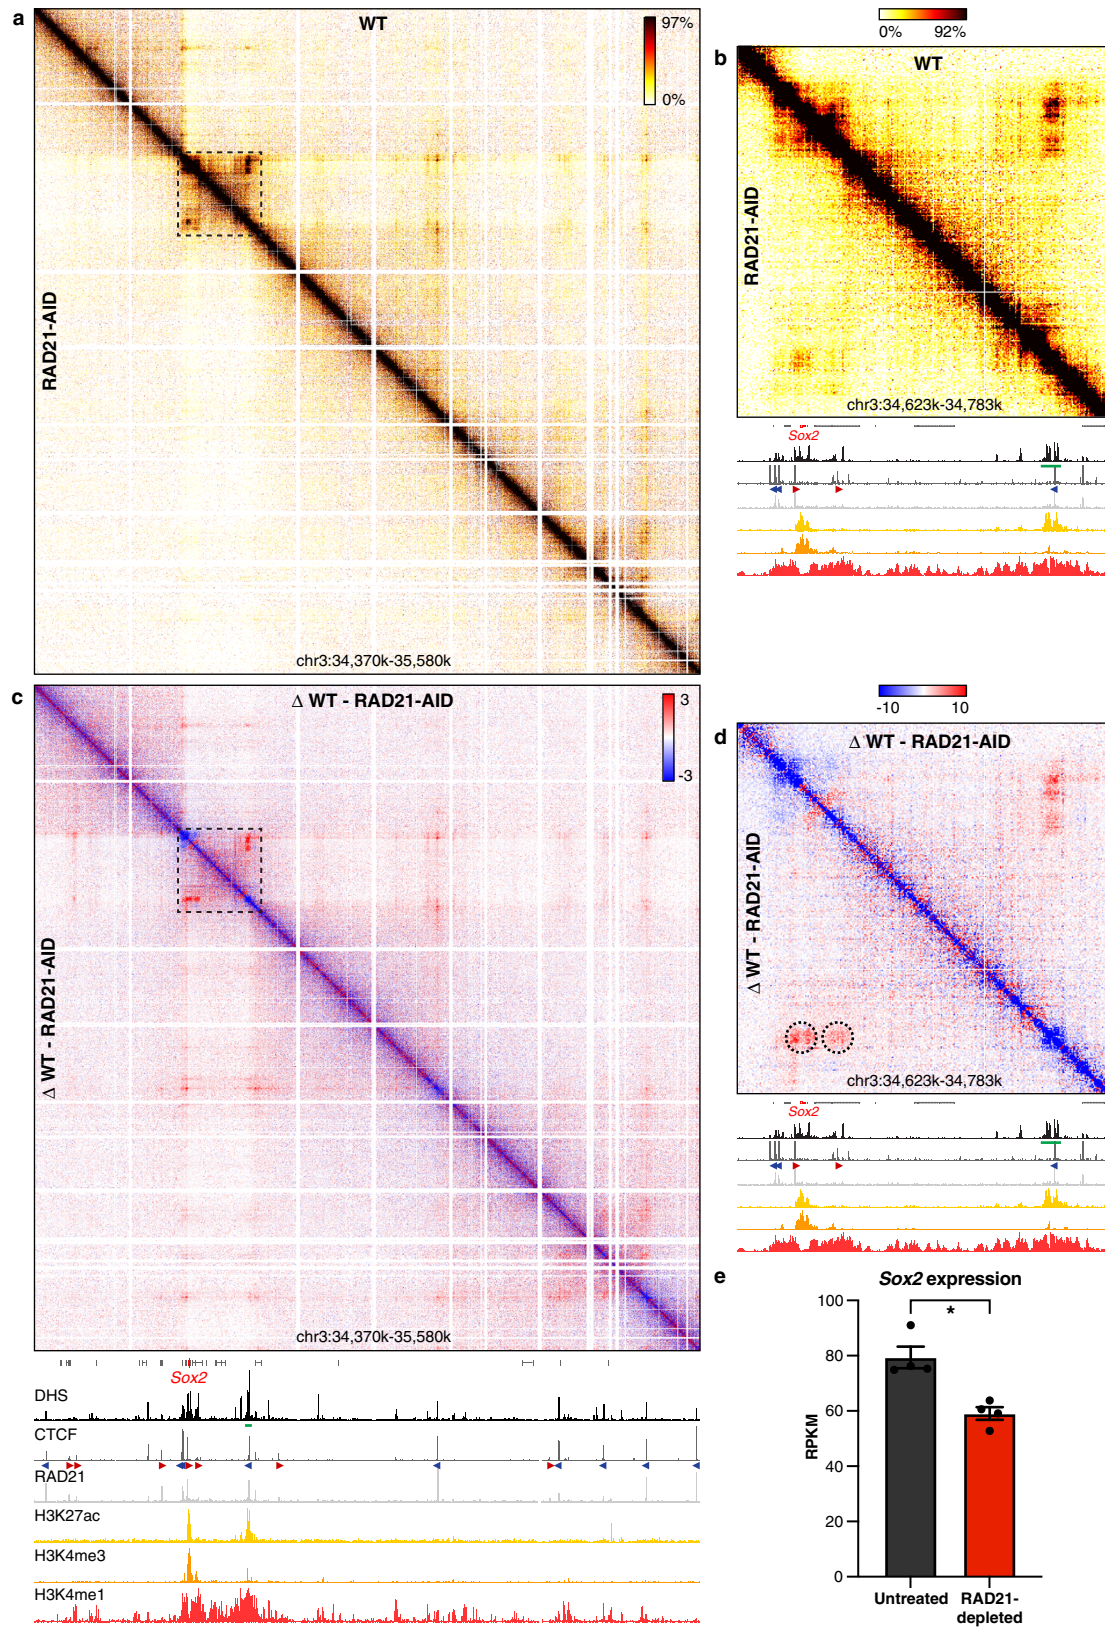 a
WT
97%
0%
RAD21-AID
chr3:34,370k-35,580k
0% 92%
b
WT
RAD21-AID
chr3:34,623k-34,783k
Sox2
c
Δ WT - RAD21-AID
3
-3
Δ WT - RAD21-AID
chr3:34,370k-35,580k
Sox2
DHS
CTCF
RAD21
H3K27ac
H3K4me3
H3K4me1
-10 10
d
Δ WT - RAD21-AID
Δ WT - RAD21-AID
chr3:34,623k-34,783k
Sox2
e
Sox2 expression
*
100
80
60
40
20
0
RPKM
Untreated
RAD21-
depleted